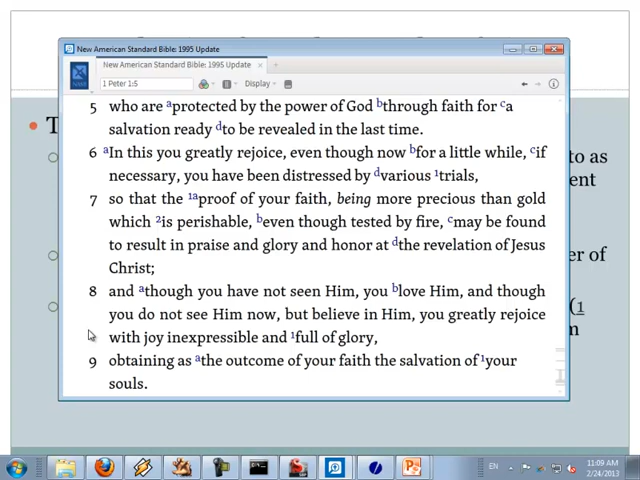 New American Standard Bible: 1995 Update
New American Standard Bible: 1995 Update
1 Peter 1:5
Display
T
5 who are aprotected by the power of God bthrough faith for ca
salvation ready dto be revealed in the last time.
6 aIn this you greatly rejoice, even though now bfor a little while, cif
necessary, you have been distressed by dvarious 1trials,
7 so that the 1aproof of your faith, being more precious than gold
which 2is perishable, beven though tested by fire, cmay be found
to result in praise and glory and honor at dthe revelation of Jesus
Christ;
8 and athough you have not seen Him, you blove Him, and though
you do not see Him now, but believe in Him, you greatly rejoice
with joy inexpressible and 1full of glory,
9 obtaining as athe outcome of your faith the salvation of 1your
souls.
to as
ent
er of
(1
m
EN
11:09 AM
2/24/2013